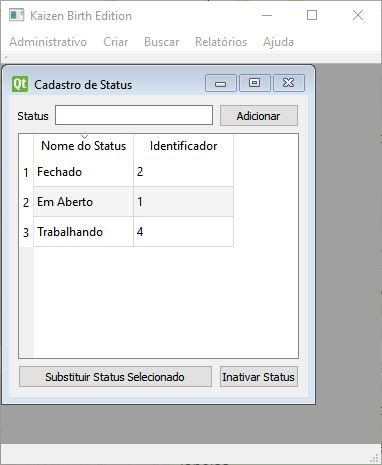 Kaizen Birth Edition
Administrativo Criar Buscar Relatórios Ajuda
Qt Cadastro de Status
Status Adicionar
Nome do Status Identificador
1 Fechado 2
2 Em Aberto 1
3 Trabalhando 4
Substituir Status Selecionado Inativar Status